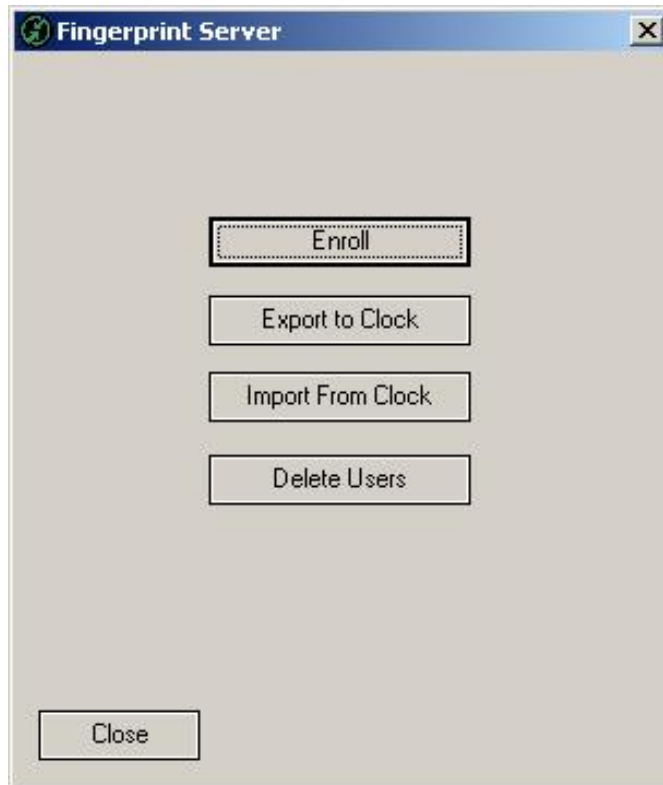 Fingerprint Server
Enroll
Export to Clock
Import From Clock
Delete Users
Close